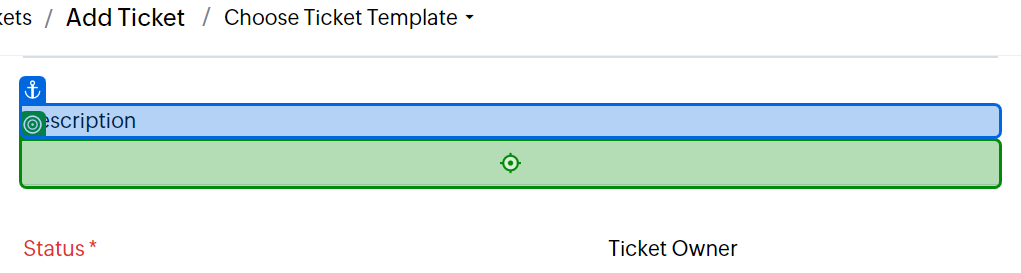 kets / Add Ticket / Choose Ticket Template
escription
Status * Ticket Owner